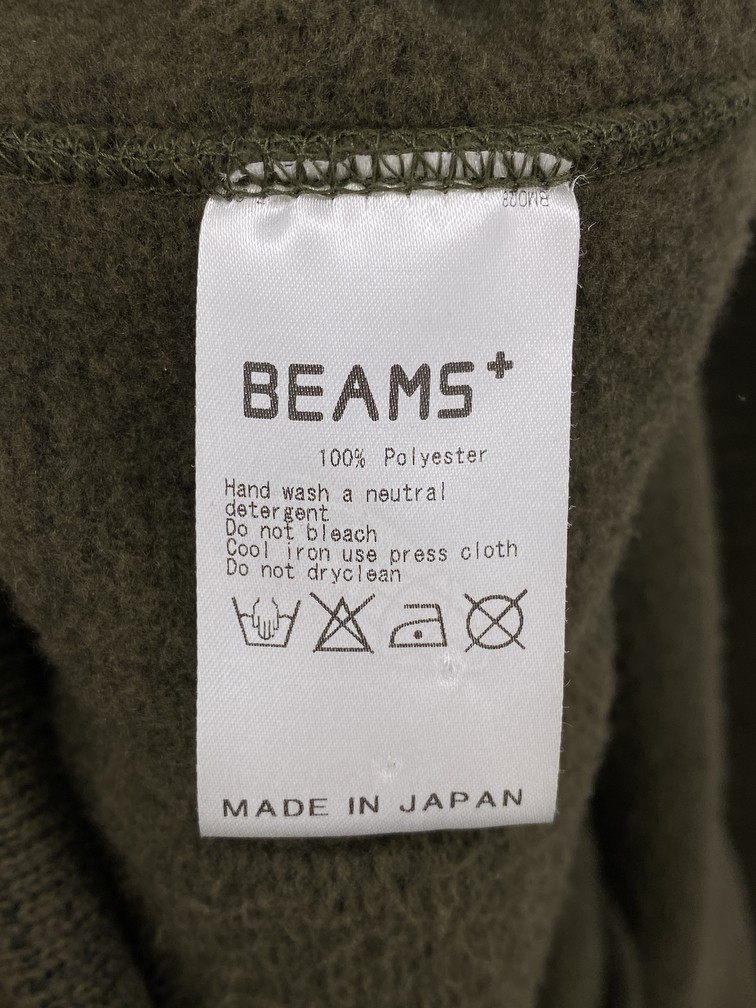 BEAMS+
100% Polyester
Hand wash a neutral
detergent
Do not bleach
Cool iron use press cloth
Do not dryclean
MADE IN JAPAN